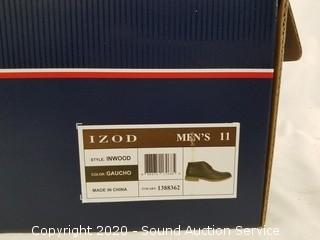 IZOD MEN'S 11
STYLE: INWOOD
COLOR: GAUCHO
MADE IN CHINA
1388362
Copyright 2020 - Sound Auction Service